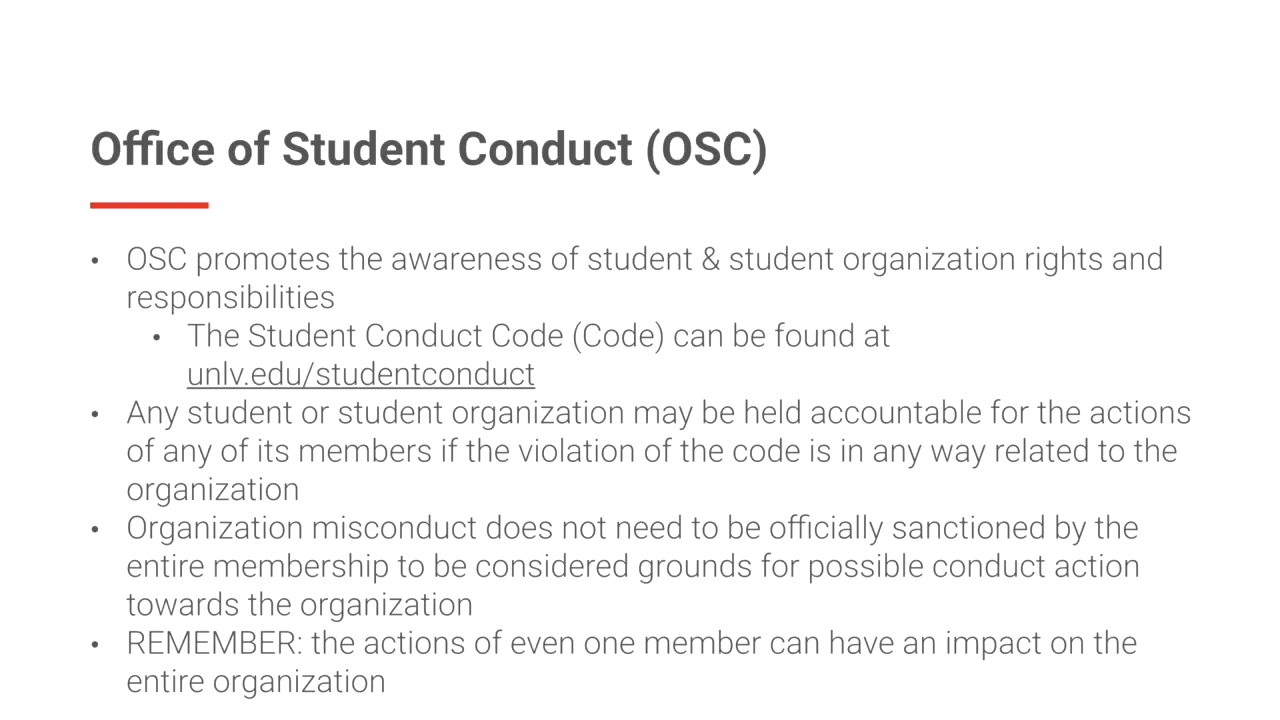 Office of Student Conduct (OSC)
• OSC promotes the awareness of student & student organization rights and
responsibilities
• The Student Conduct Code (Code) can be found at
unlv.edu/studentconduct
• Any student or student organization may be held accountable for the actions
of any of its members if the violation of the code is in any way related to the
organization
• Organization misconduct does not need to be officially sanctioned by the
entire membership to be considered grounds for possible conduct action
towards the organization
• REMEMBER: the actions of even one member can have an impact on the
entire organization